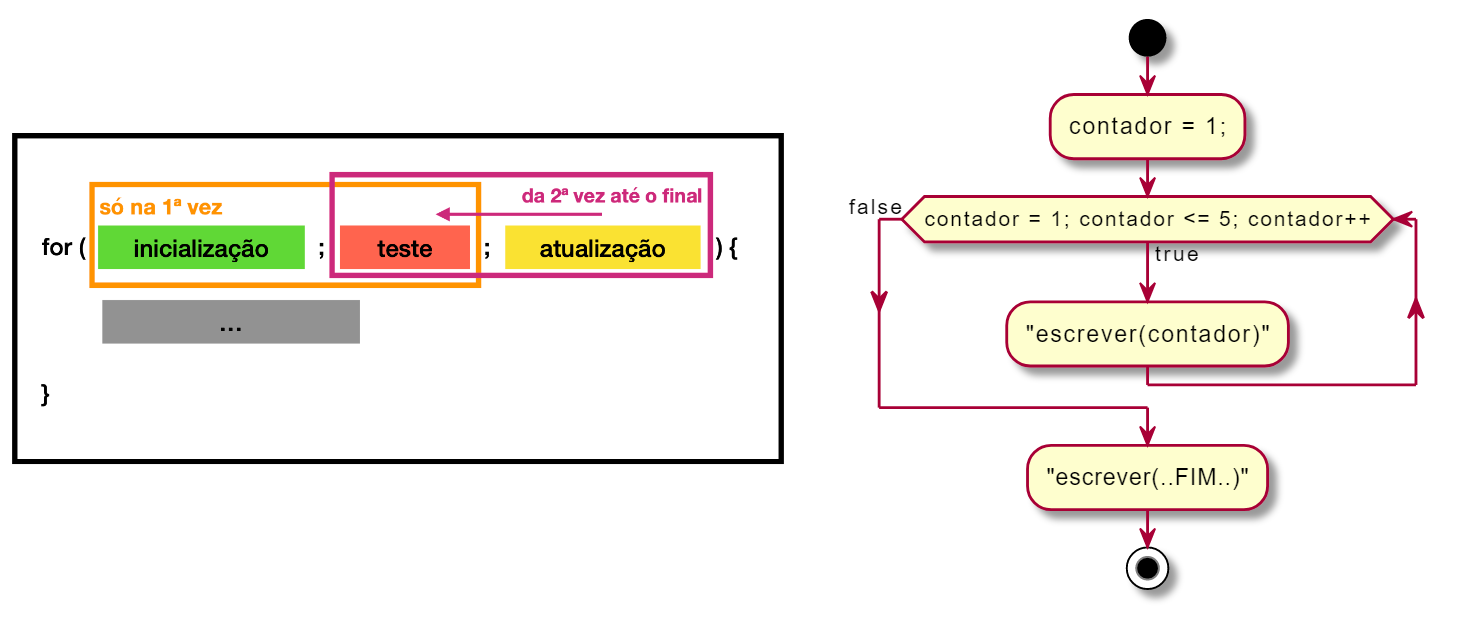 só na 1ª vez
da 2ª vez até o final
for ( inicialização ; teste ; atualização ) {
...
}
contador = 1;
false
contador = 1; contador <= 5; contador++
true
"escrever(contador)"
"escrever(..FIM..)"